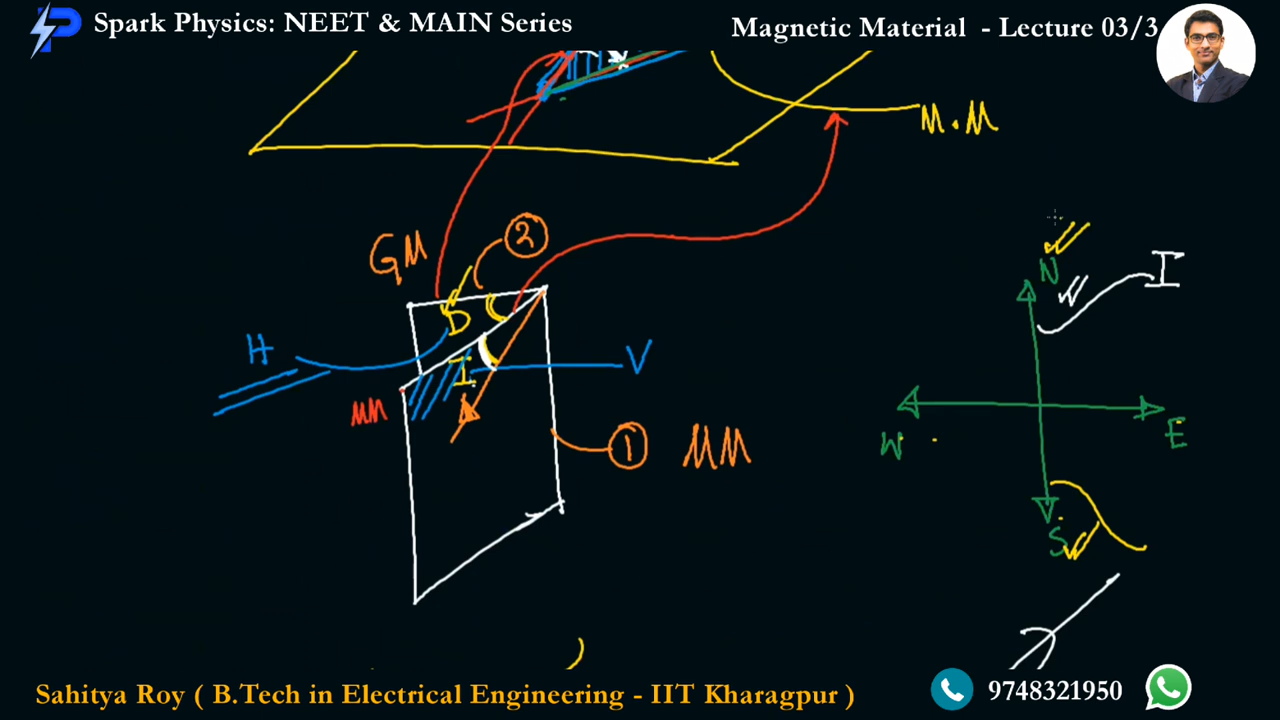 Spark Physics: NEET & MAIN Series
Magnetic Material - Lecture 03/3
M.M
GM
2
N
I
D
H
V
I
MM
1 MM
W
E
S
Sahitya Roy ( B.Tech in Electrical Engineering - IIT Kharagpur )
9748321950